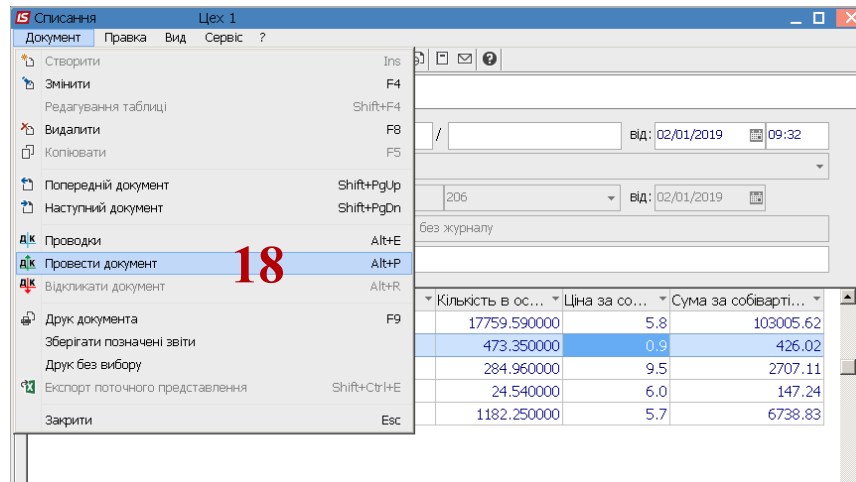 Списання Цех 1
Документ Правка Вид Сервіс ?
Створити Ins
Змінити F4
Редагування таблиці Shift+F4
Видалити F8
/ від: 02/01/2019 09:32
Копіювати F5
Попередній документ Shift+PgUp
206 від: 02/01/2019
Наступний документ Shift+PgDn
без журналу
Проводки Alt+E
Провести документ 18 Alt+P
Відкликати документ Alt+R
Кількість в ос... Ціна за со... Сума за собіварті...
Друк документа F9
17759.590000 5.8 103005.62
Зберігати позначені звіти
473.350000 0.9 426.02
Друк без вибору
284.960000 9.5 2707.11
Експорт поточного представлення Shift+Ctrl+E
24.540000 6.0 147.24
Закрити Esc
1182.250000 5.7 6738.83